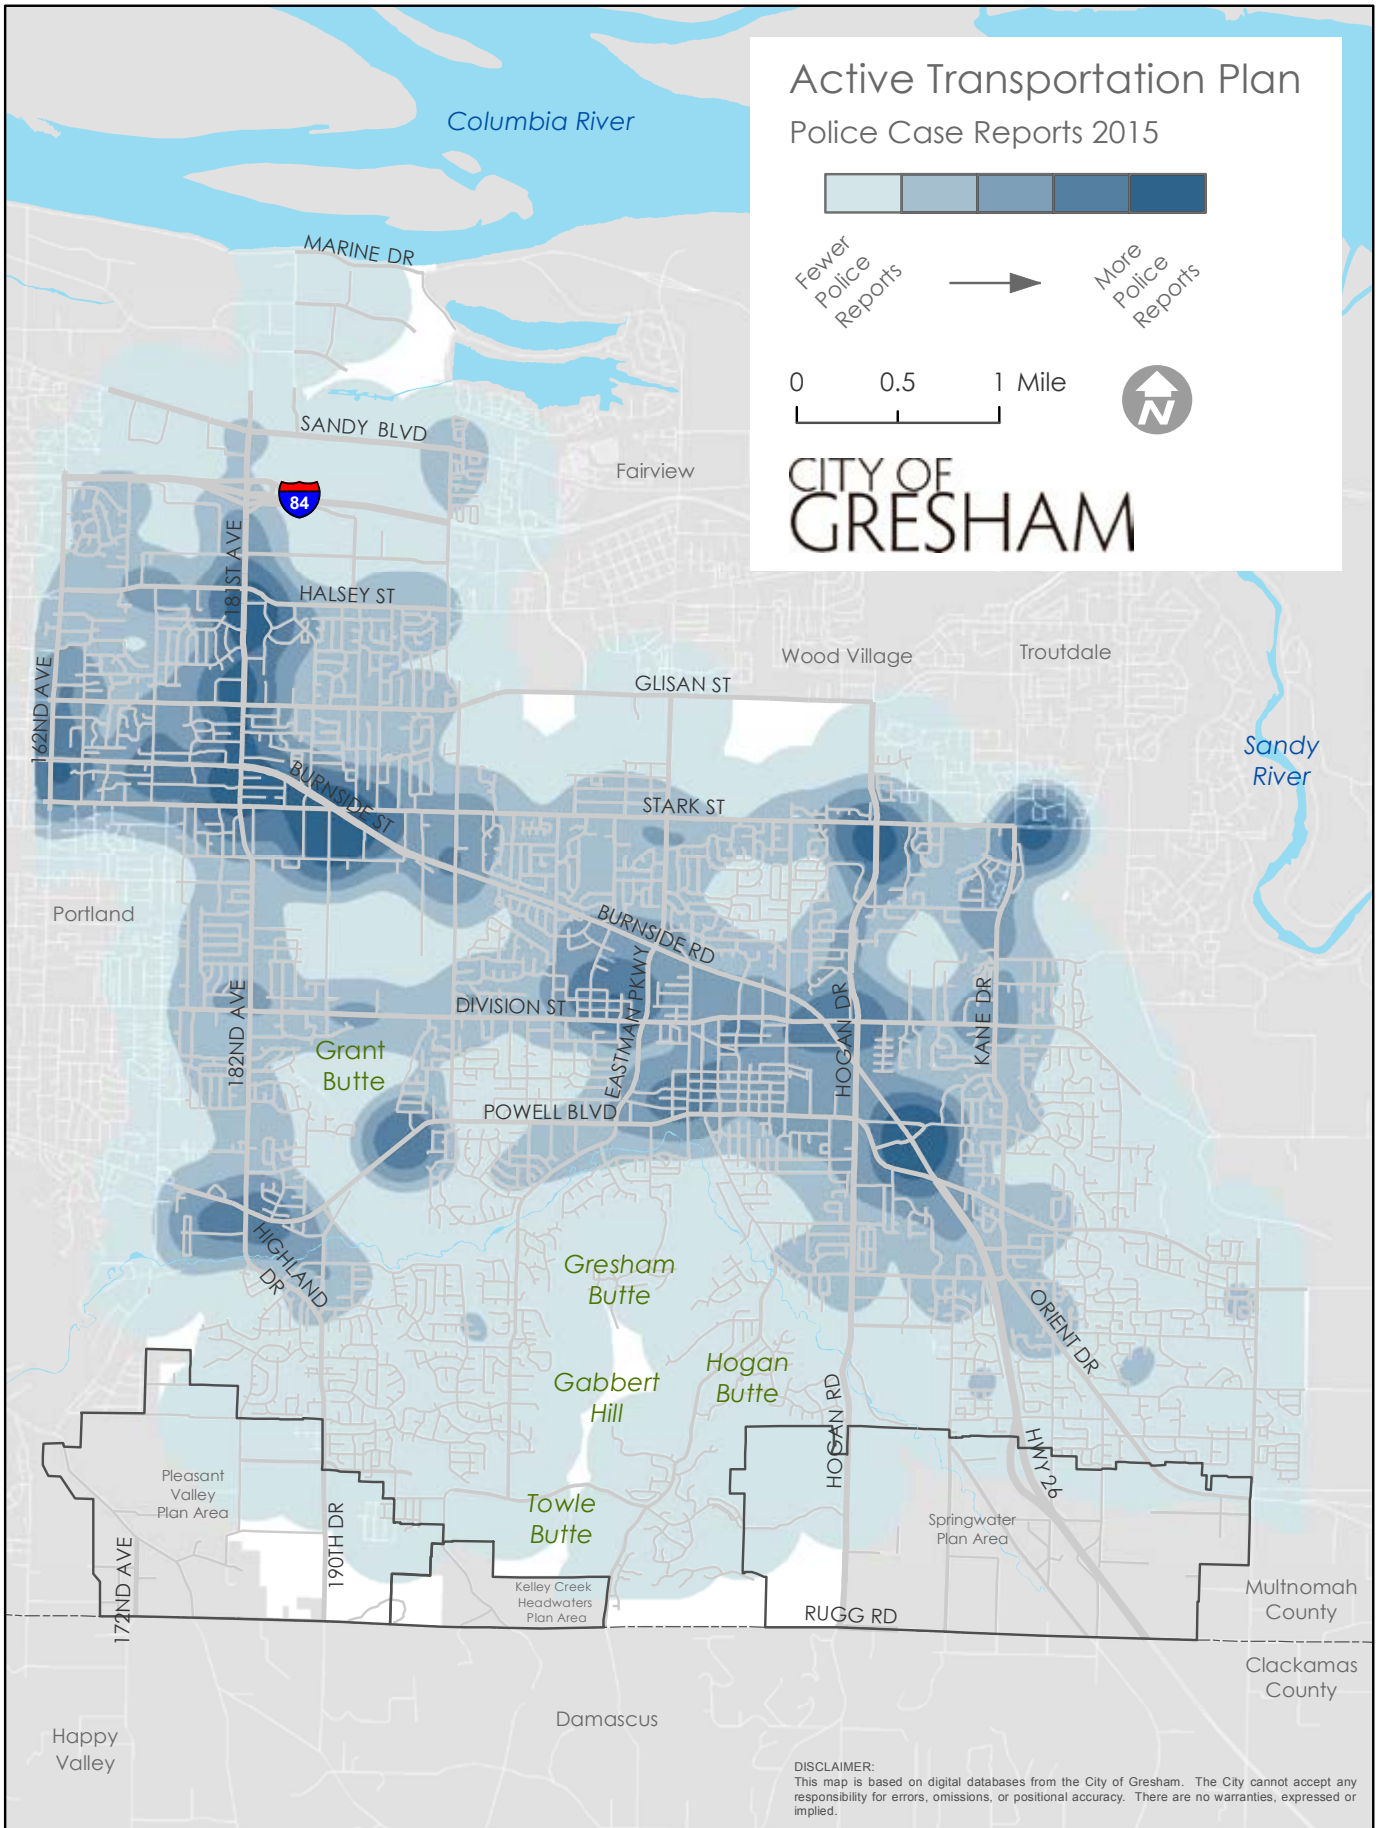 Active Transportation Plan
Police Case Reports 2015
Fewer
Police
Reports
More
Police
Reports
0 0.5 1 Mile
N
CITY OF
GRESHAM
Columbia River
MARINE DR
SANDY BLVD
Fairview
84
181ST AVE
HALSEY ST
Wood Village
Troutdale
162ND AVE
GLISAN ST
Sandy
River
BURNSIDE ST
STARK ST
Portland
BURNSIDE RD
EASTMAN PKWY
DIVISION ST
182ND AVE
HOGAN DR
KANE DR
Grant
Butte
POWELL BLVD
HIGHLAND
DR
Gresham
Butte
ORIENT DR
Hogan
Butte
Gabbert
Hill
HOGAN RD
HWY 26
Pleasant
Valley
Plan Area
Towle
Butte
Springwater
Plan Area
190TH DR
172ND AVE
Kelley Creek
Headwaters
Plan Area
RUGG RD
Multnomah
County
Clackamas
County
Damascus
Happy
Valley
DISCLAIMER:
This map is based on digital databases from the City of Gresham. The City cannot accept any
responsibility for errors, omissions, or positional accuracy. There are no warranties, expressed or
implied.